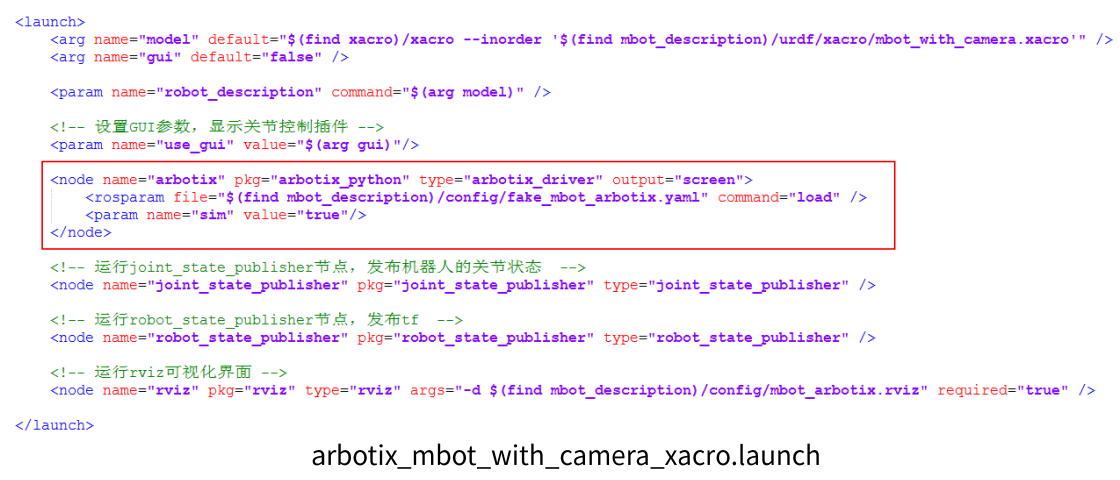 <launch>
<arg name="model" default="$(find xacro)/xacro --inorder '$(find mbot_description)/urdf/xacro/mbot_with_camera.xacro'" />
<arg name="gui" default="false" />
<param name="robot_description" command="$(arg model)" />
<!-- 设置GUI参数，显示关节控制插件 -->
<param name="use_gui" value="$(arg gui)"/>
<node name="arbotix" pkg="arbotix_python" type="arbotix_driver" output="screen">
<rosparam file="$(find mbot_description)/config/fake_mbot_arbotix.yaml" command="load" />
<param name="sim" value="true"/>
</node>
<!-- 运行joint_state_publisher节点，发布机器人的关节状态  -->
<node name="joint_state_publisher" pkg="joint_state_publisher" type="joint_state_publisher" />
<!-- 运行robot_state_publisher节点，发布tf  -->
<node name="robot_state_publisher" pkg="robot_state_publisher" type="robot_state_publisher" />
<!-- 运行rviz可视化界面 -->
<node name="rviz" pkg="rviz" type="rviz" args="-d $(find mbot_description)/config/mbot_arbotix.rviz" required="true" />
</launch>
arbotix_mbot_with_camera_xacro.launch